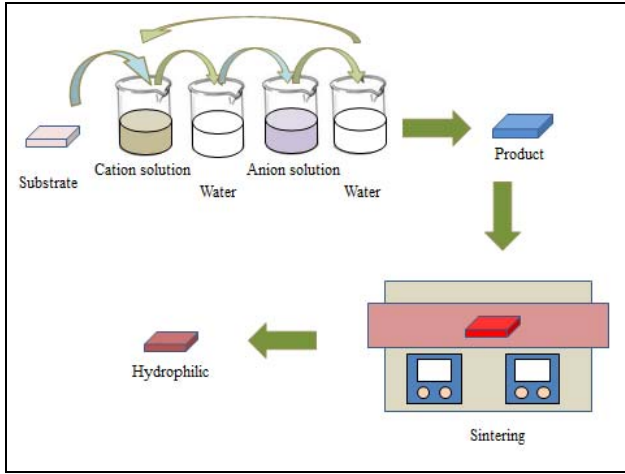 Substrate
Cation solution
Water
Anion solution
Water
Product
Sintering
Hydrophilic